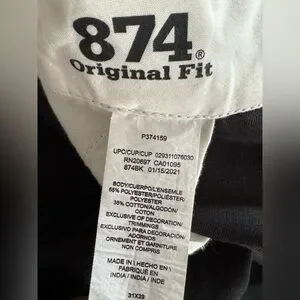 874®
Original Fit
P374159
UPC/CUP/CUP 029311076030
RN20697 CA01095
874BK 01/15/2021
BODY/CUERPO/L'ENSEMLE
65% POLYESTER/POLIÉSTER/
POLYESTER
35% COTTON/ALGODÓN/
COTON
EXCLUSIVE OF DECORATION\
TRIMMINGS
EXCLUSIVO PARA DECORACIÓN/
ADORNOS
ORNEMENT ET GARNITURE
NON COMPRIS
MADE IN \ HECHO EN \
FABRIQUÉ EN
INDIA / INDIA / INDE
31X29